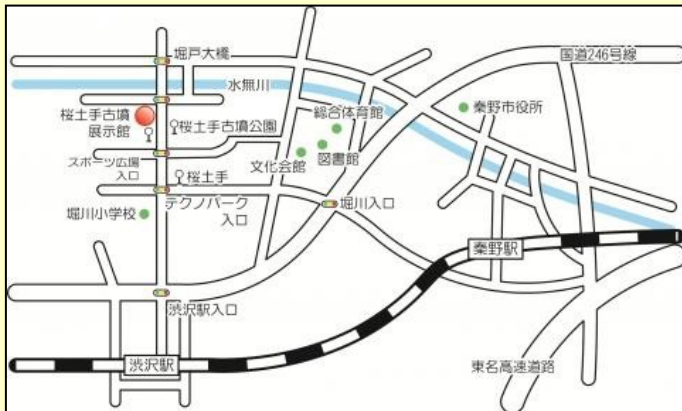 堀戸大橋
国道246号線
水無川
桜土手古墳
展示館
桜土手古墳公園
総合体育館
秦野市役所
図書館
文化会館
スポーツ広場
入口
桜土手
テクノパーク
入口
堀川入口
堀川小学校
秦野駅
渋沢駅入口
渋沢駅
東名高速道路